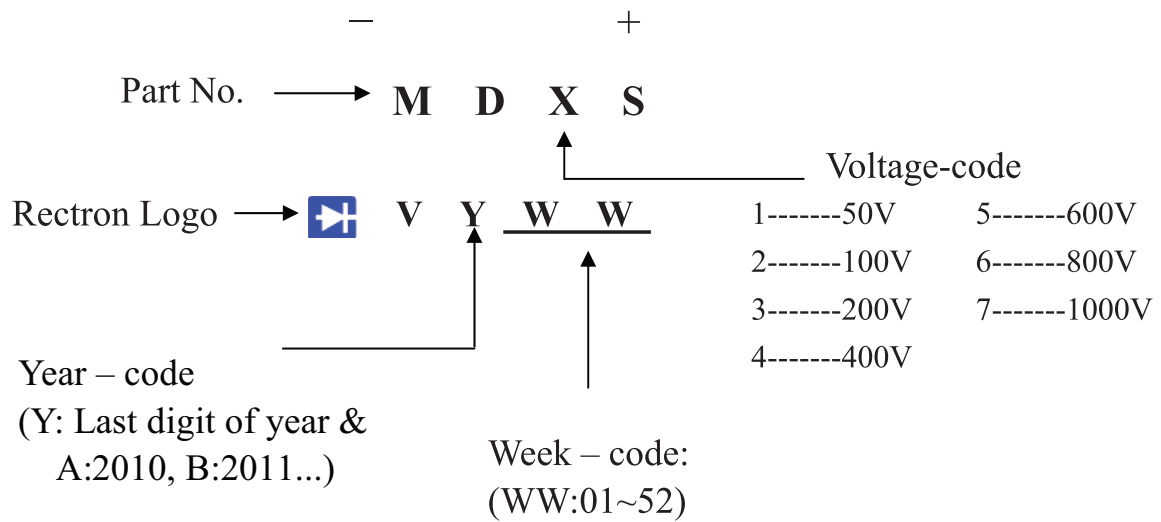 – +
Part No. M D X S
Voltage-code
Rectron Logo V Y W W
1-------50V 5-------600V
2-------100V 6-------800V
3-------200V 7-------1000V
4-------400V
Year – code
(Y: Last digit of year &
A:2010, B:2011...)
Week – code:
(WW:01~52)